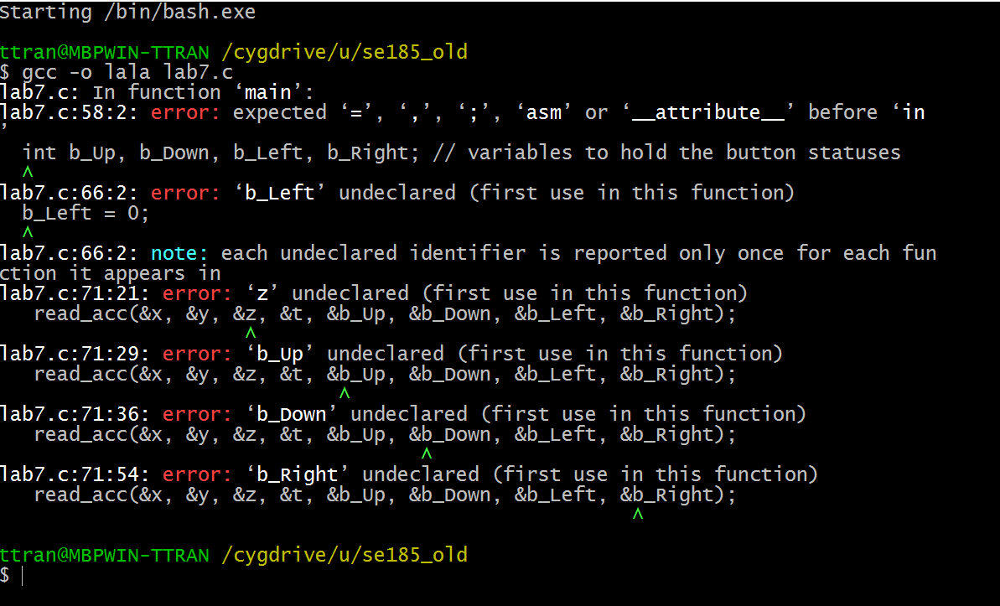 Starting /bin/bash.exe
ttran@MBPWIN-TTRAN /cygdrive/u/se185_old
$ gcc -o lala lab7.c
lab7.c: In function ‘main’:
lab7.c:58:2: error: expected ‘=’, ‘,’, ‘;’, ‘asm’ or ‘__attribute__’ before ‘in
’
  int b_Up, b_Down, b_Left, b_Right; // variables to hold the button statuses
  ^
lab7.c:66:2: error: ‘b_Left’ undeclared (first use in this function)
  b_Left = 0;
  ^
lab7.c:66:2: note: each undeclared identifier is reported only once for each fun
ction it appears in
lab7.c:71:21: error: ‘z’ undeclared (first use in this function)
   read_acc(&x, &y, &z, &t, &b_Up, &b_Down, &b_Left, &b_Right);
                     ^
lab7.c:71:29: error: ‘b_Up’ undeclared (first use in this function)
   read_acc(&x, &y, &z, &t, &b_Up, &b_Down, &b_Left, &b_Right);
                             ^
lab7.c:71:36: error: ‘b_Down’ undeclared (first use in this function)
   read_acc(&x, &y, &z, &t, &b_Up, &b_Down, &b_Left, &b_Right);
                                    ^
lab7.c:71:54: error: ‘b_Right’ undeclared (first use in this function)
   read_acc(&x, &y, &z, &t, &b_Up, &b_Down, &b_Left, &b_Right);
                                                      ^
ttran@MBPWIN-TTRAN /cygdrive/u/se185_old
$